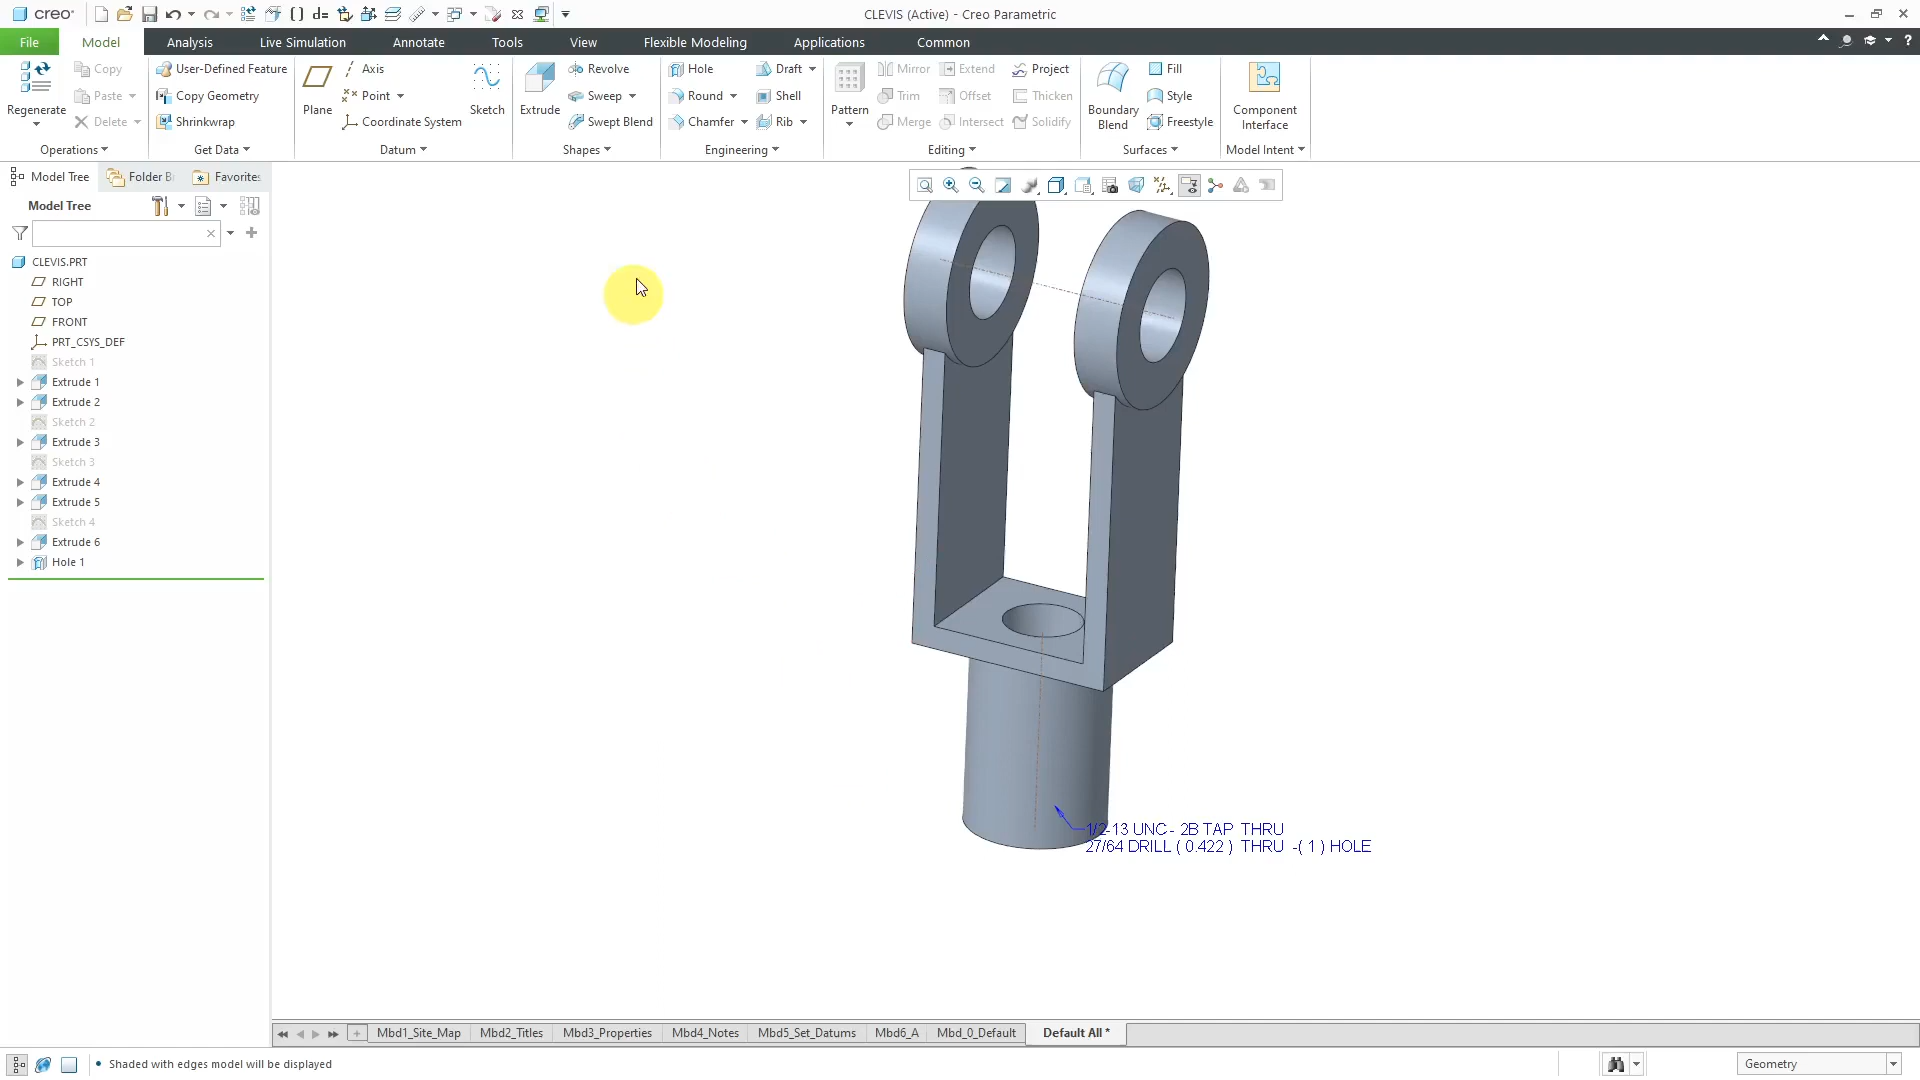 creo
CLEVIS (Active) - Creo Parametric
File
Model
Analysis
Live Simulation
Annotate
Tools
View
Flexible Modeling
Applications
Common
Regenerate
Copy
Paste
Delete
Operations
User-Defined Feature
Copy Geometry
Shrinkwrap
Get Data
Plane
Axis
Point
Coordinate System
Sketch
Datum
Extrude
Revolve
Sweep
Swept Blend
Shapes
Hole
Round
Chamfer
Draft
Shell
Rib
Engineering
Pattern
Mirror
Trim
Merge
Extend
Offset
Intersect
Project
Thicken
Solidify
Editing
Boundary
Blend
Fill
Style
Freestyle
Surfaces
Component
Interface
Model Intent
Model Tree
Folder B
Favorites
Model Tree
CLEVIS.PRT
RIGHT
TOP
FRONT
PRT_CSYS_DEF
Sketch 1
Extrude 1
Extrude 2
Sketch 2
Extrude 3
Sketch 3
Extrude 4
Extrude 5
Sketch 4
Extrude 6
Hole 1
1/2-13 UNC- 2B TAP THRU
27/64 DRILL ( 0.422 ) THRU -( 1 ) HOLE
Mbd1_Site_Map
Mbd2_Titles
Mbd3_Properties
Mbd4_Notes
Mbd5_Set_Datums
Mbd6_A
Mbd_0_Default
Default All *
Shaded with edges model will be displayed
Geometry